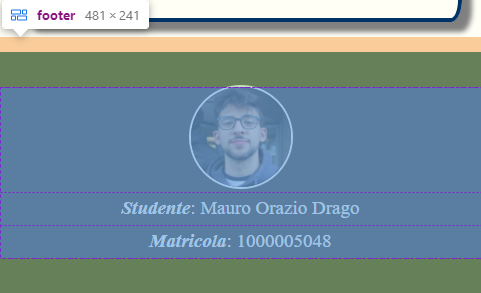 footer 481 × 241
Studente: Mauro Orazio Drago
Matricola: 1000005048